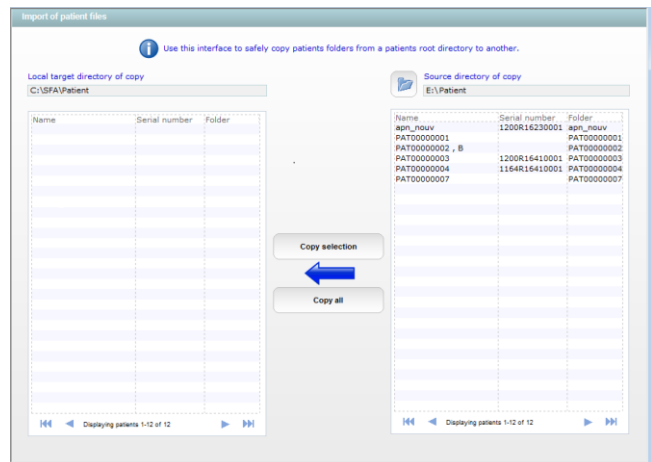 Import of patient files
Use this interface to safely copy patients folders from a patients root directory to another.
Local target directory of copy
C:\SFA\Patient
Name Serial number Folder
Displaying patients 1-12 of 12
Copy selection
Copy all
Source directory of copy
E:\Patient
Name Serial number Folder
apn_nouv 1200R16230001 apn_nouv
PAT00000001 PAT00000001
PAT00000002 , B PAT00000002
PAT00000003 1200R16410001 PAT00000003
PAT00000004 1164R16410001 PAT00000004
PAT00000007 PAT00000007
Displaying patients 1-12 of 12